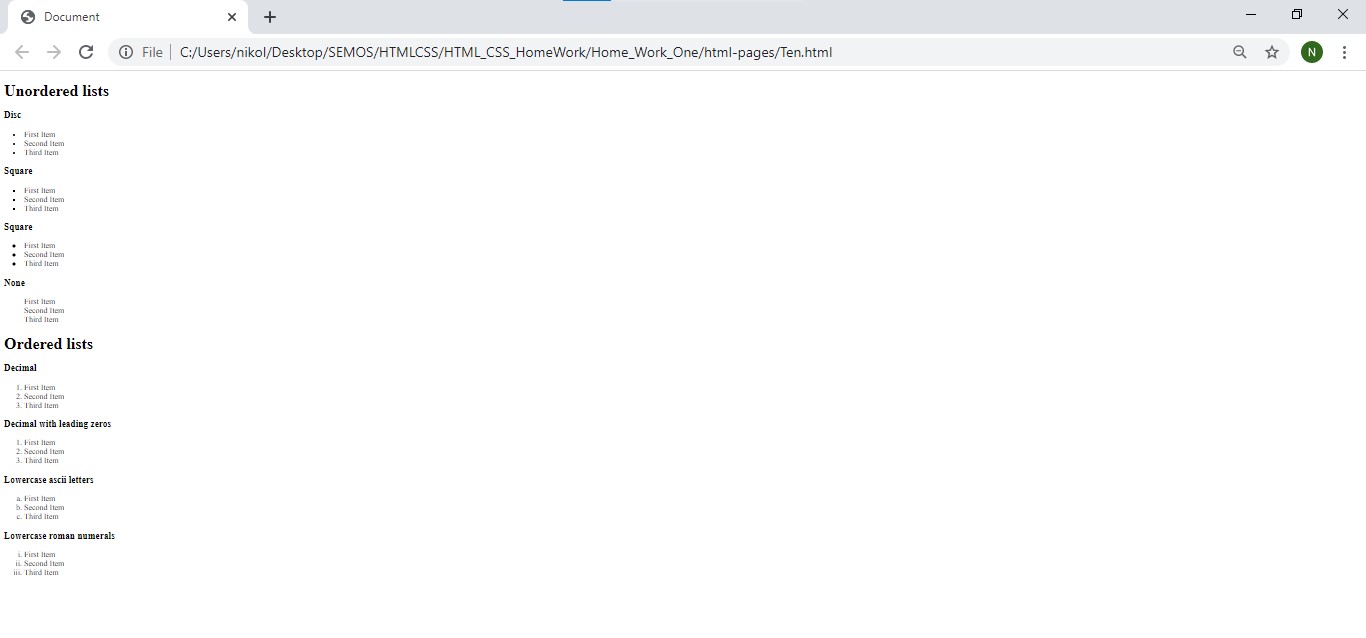 Document
File
C:/Users/nikol/Desktop/SEMOS/HTMLCSS/HTML_CSS_HomeWork/Home_Work_One/html-pages/Ten.html
N
Unordered lists
Disc
• First Item
• Second Item
• Third Item
Square
▪ First Item
▪ Second Item
▪ Third Item
Square
• First Item
• Second Item
• Third Item
None
First Item
Second Item
Third Item
Ordered lists
Decimal
1. First Item
2. Second Item
3. Third Item
Decimal with leading zeros
1. First Item
2. Second Item
3. Third Item
Lowercase ascii letters
a. First Item
b. Second Item
c. Third Item
Lowercase roman numerals
i. First Item
ii. Second Item
iii. Third Item